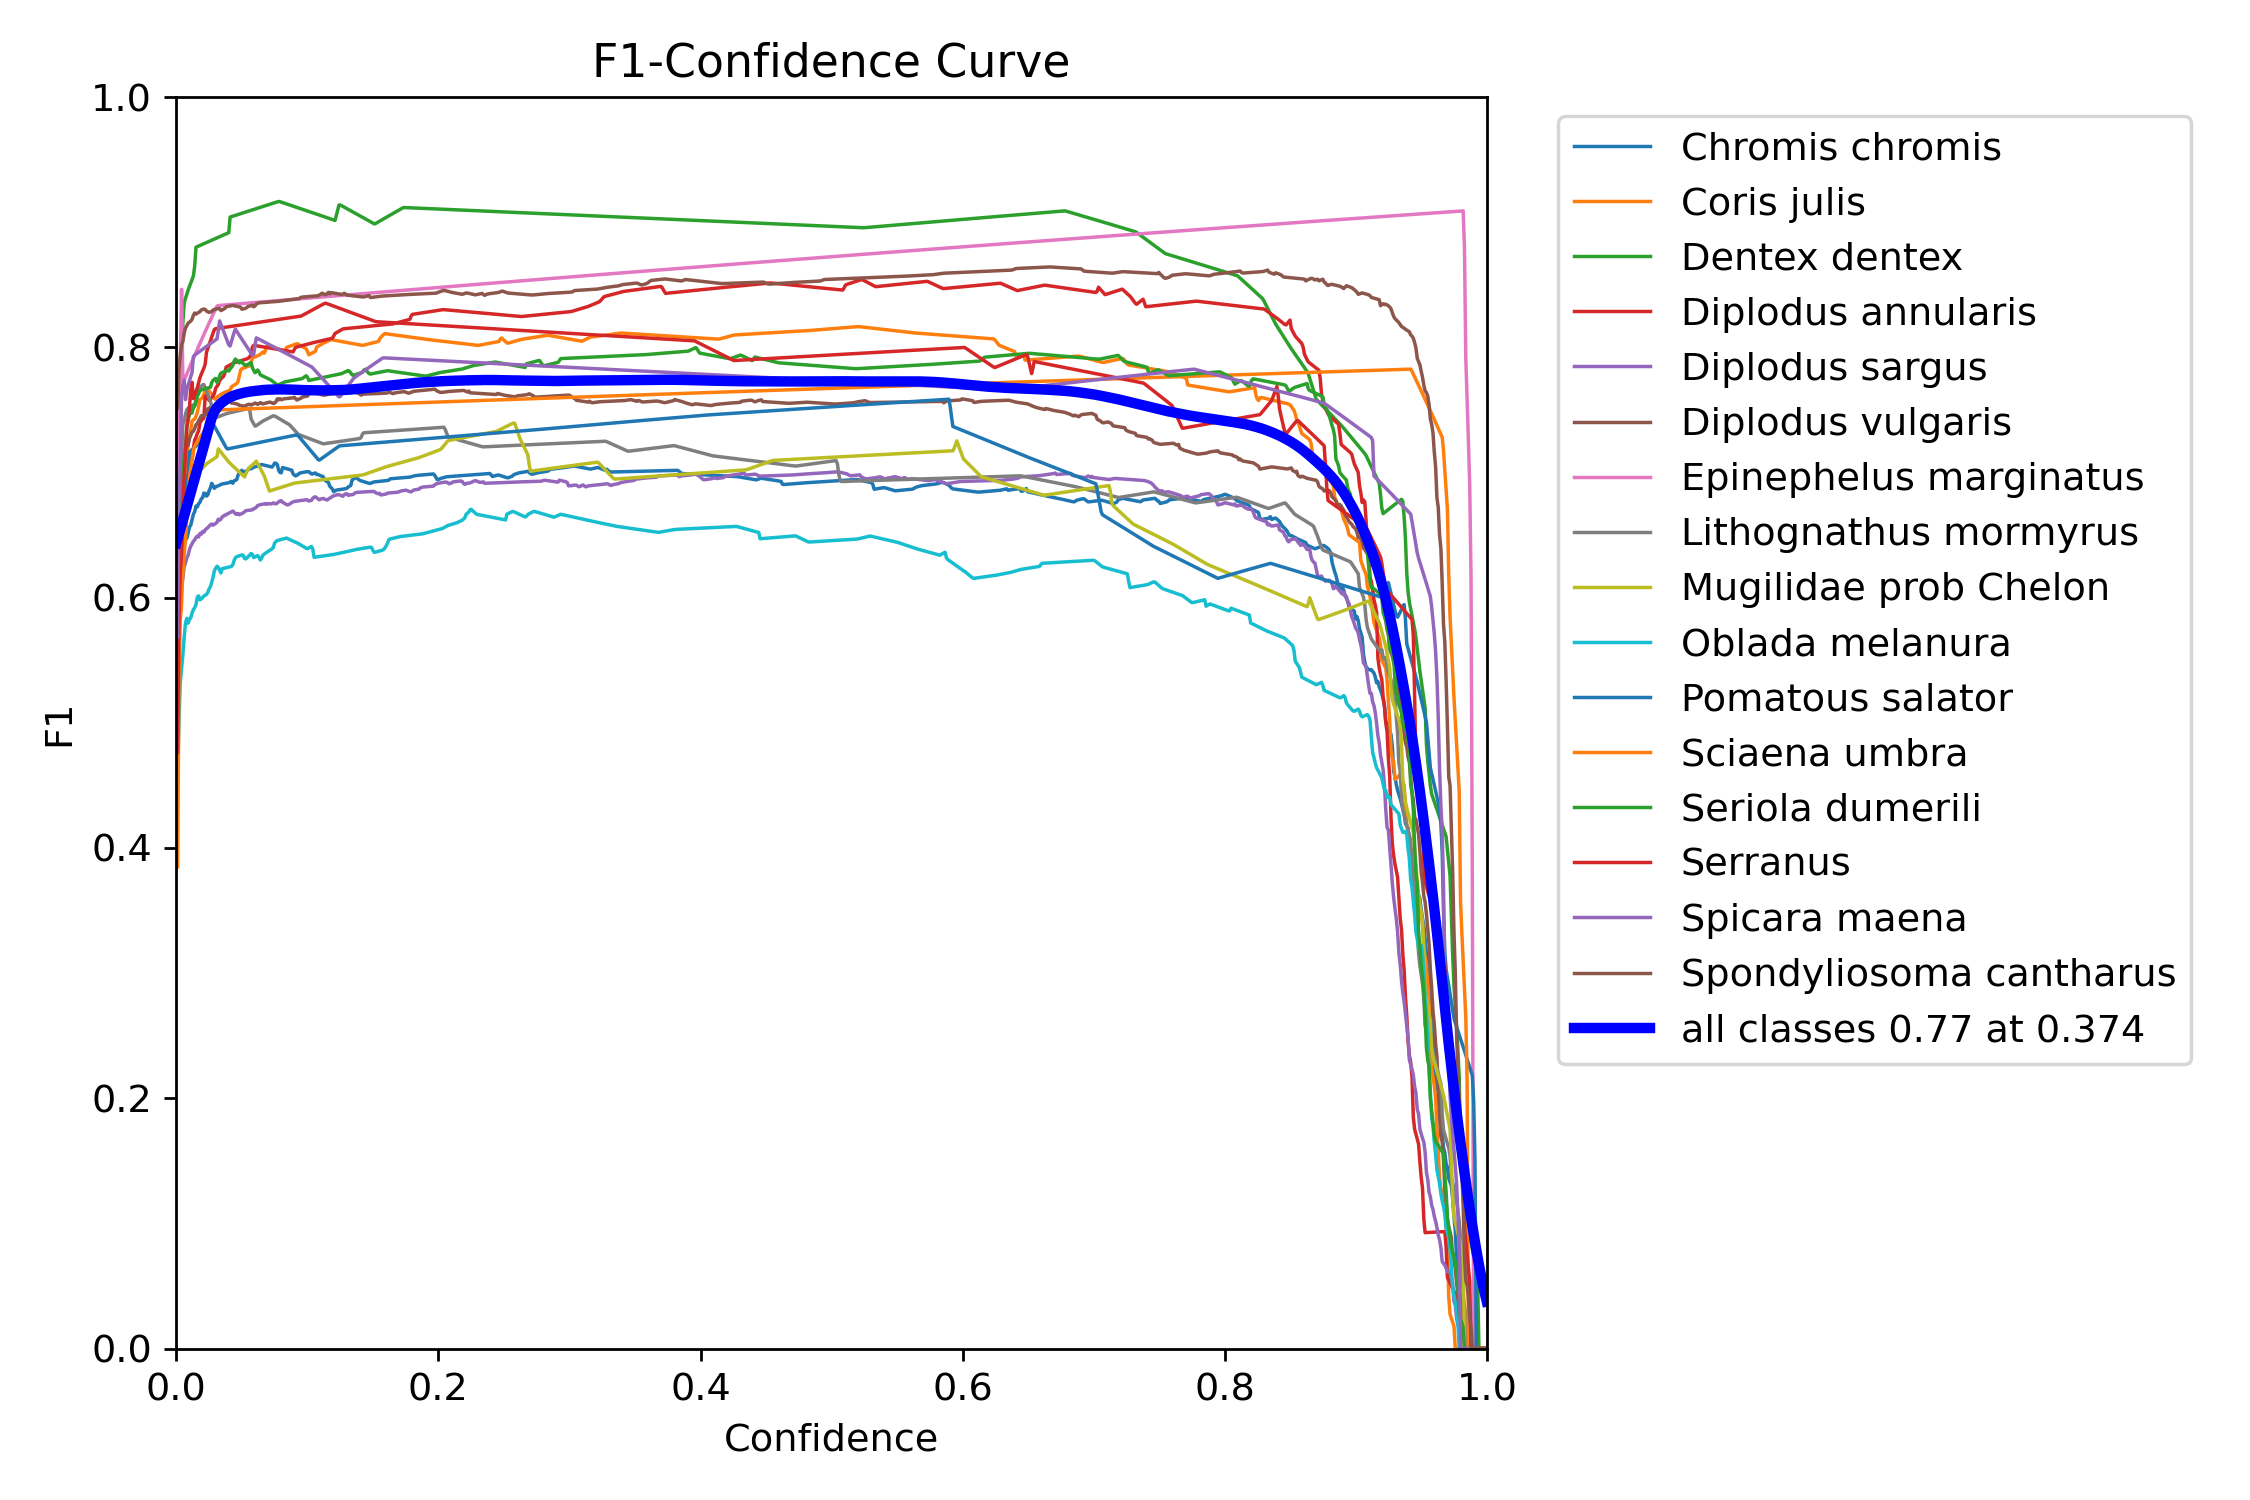 F1-Confidence Curve
1.0
0.8
0.6
0.4
0.2
0.0
F1
0.0 0.2 0.4 0.6 0.8 1.0
Confidence
Chromis chromis
Coris julis
Dentex dentex
Diplodus annularis
Diplodus sargus
Diplodus vulgaris
Epinephelus marginatus
Lithognathus mormyrus
Mugilidae prob Chelon
Oblada melanura
Pomatous salator
Sciaena umbra
Seriola dumerili
Serranus
Spicara maena
Spondyliosoma cantharus
all classes 0.77 at 0.374